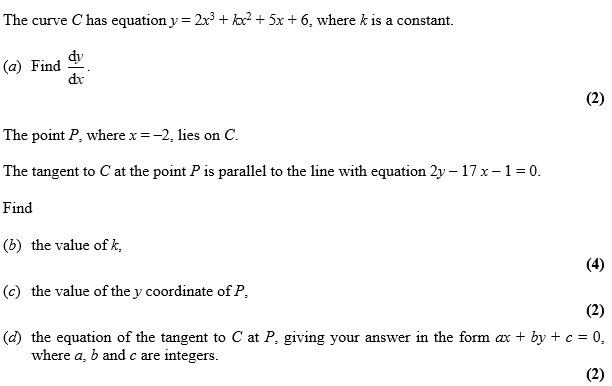 The curve C has equation y = 2x³ + kx² + 5x + 6, where k is a constant.
(a) Find dy/dx.
(2)
The point P, where x = −2, lies on C.
The tangent to C at the point P is parallel to the line with equation 2y – 17 x – 1 = 0.
Find
(b) the value of k,
(4)
(c) the value of the y coordinate of P,
(2)
(d) the equation of the tangent to C at P, giving your answer in the form ax + by + c = 0,
where a, b and c are integers.
(2)